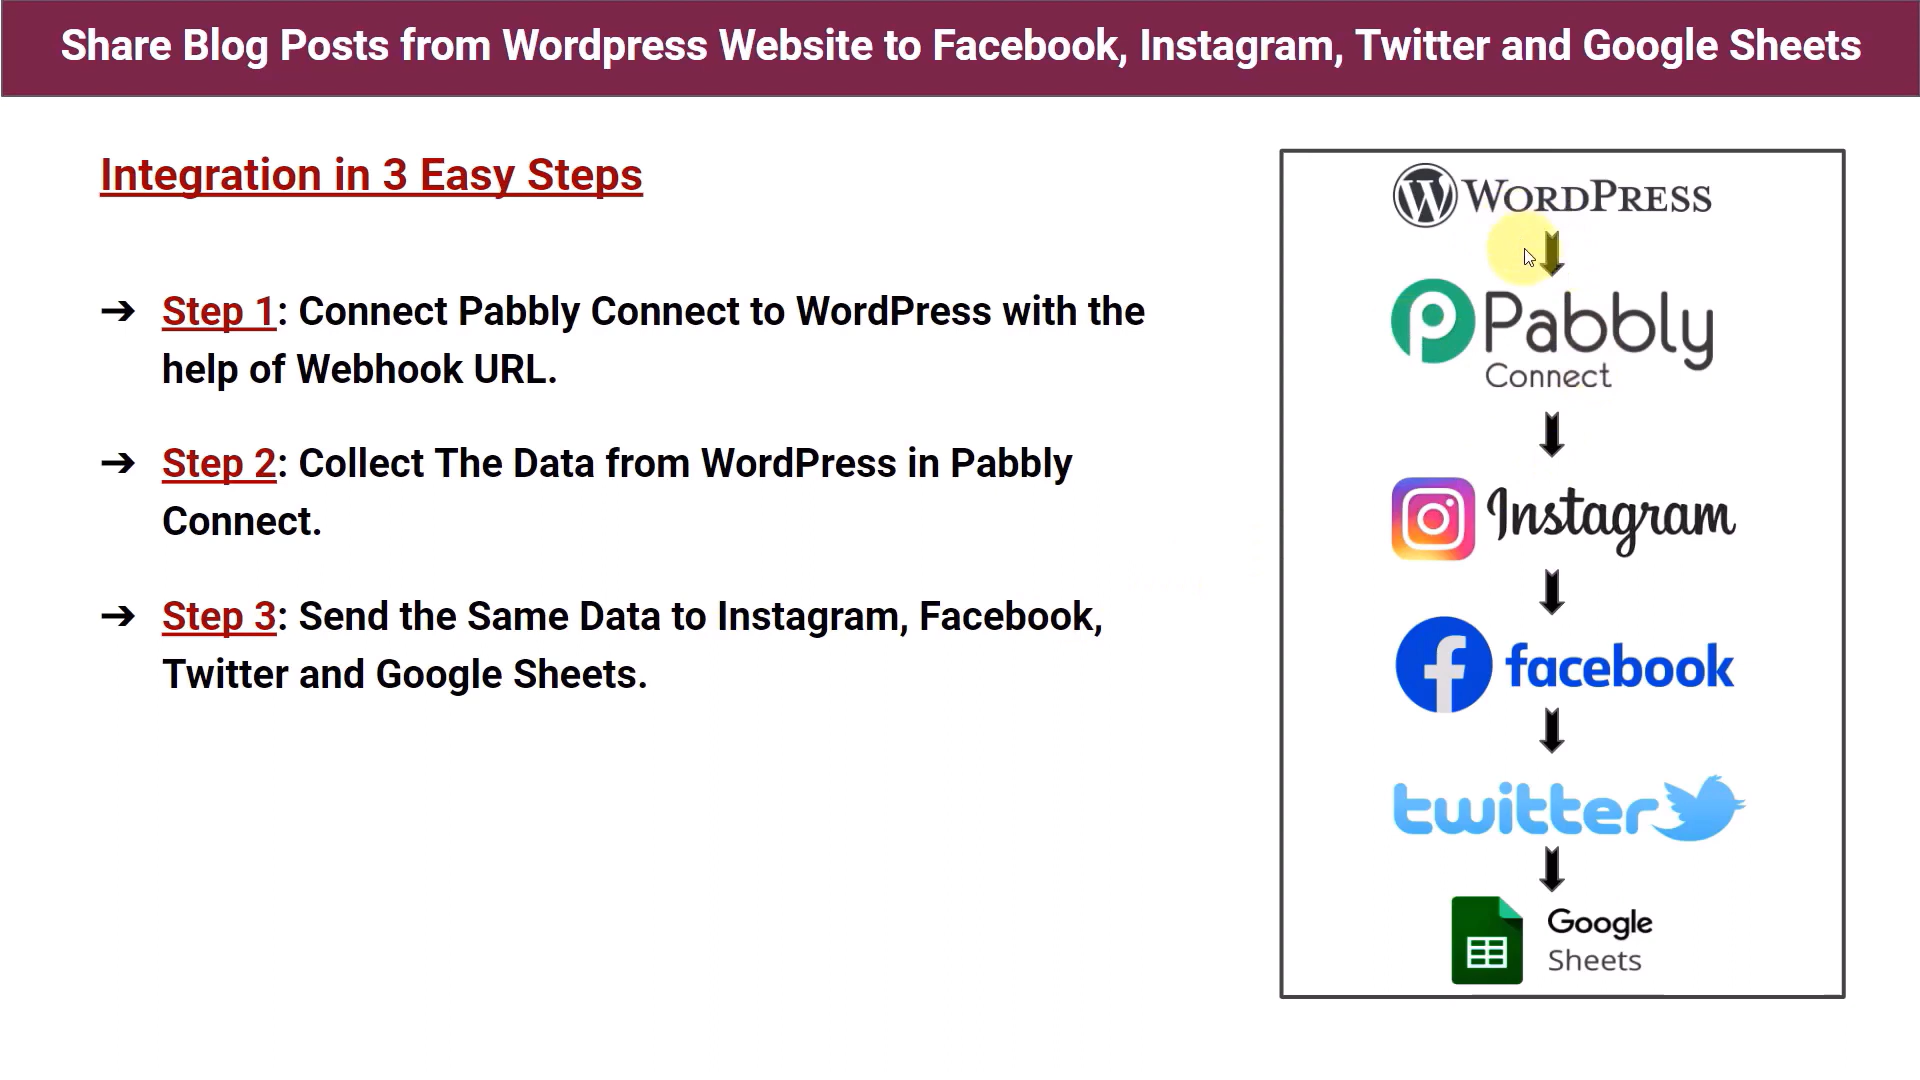 Share Blog Posts from Wordpress Website to Facebook, Instagram, Twitter and Google Sheets
Integration in 3 Easy Steps
➔ Step 1: Connect Pabbly Connect to WordPress with the
help of Webhook URL.
➔ Step 2: Collect The Data from WordPress in Pabbly
Connect.
➔ Step 3: Send the Same Data to Instagram, Facebook,
Twitter and Google Sheets.
WORDPRESS
Pabbly
Connect
Instagram
facebook
twitter
Google
Sheets